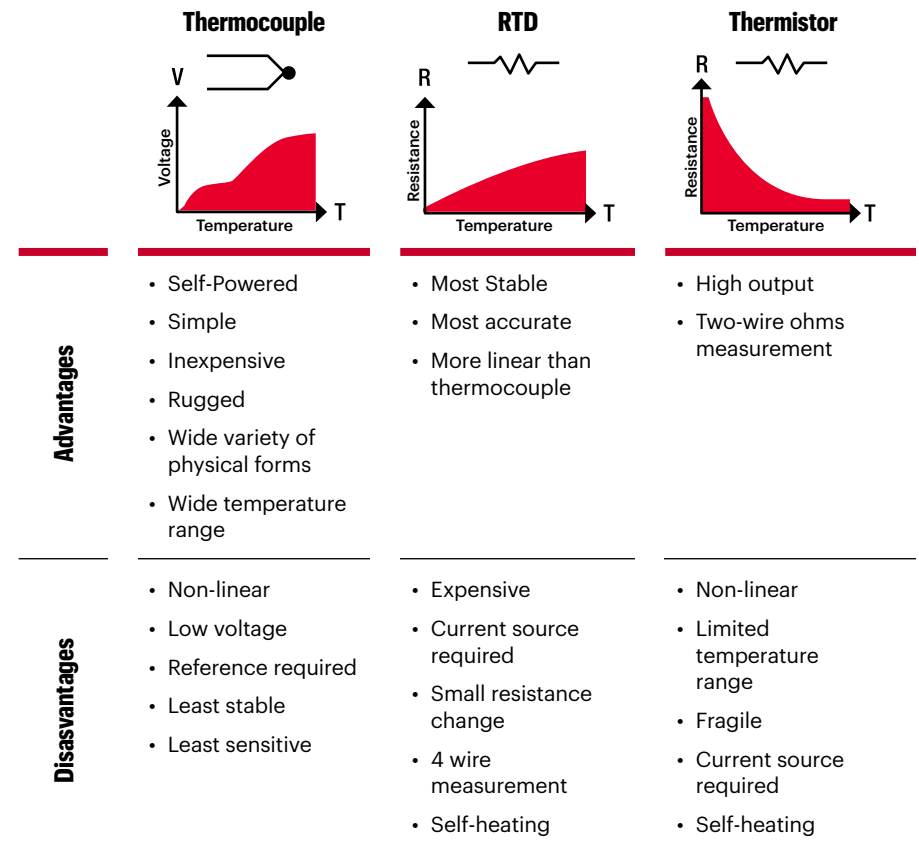 Thermocouple
V
Voltage
Temperature
T
RTD
R
Resistance
Temperature
T
Thermistor
R
Resistance
Temperature
T
Advantages
• Self-Powered
• Simple
• Inexpensive
• Rugged
• Wide variety of
physical forms
• Wide temperature
range
• Most Stable
• Most accurate
• More linear than
thermocouple
• High output
• Two-wire ohms
measurement
Disasvantages
• Non-linear
• Low voltage
• Reference required
• Least stable
• Least sensitive
• Expensive
• Current source
required
• Small resistance
change
• 4 wire
measurement
• Self-heating
• Non-linear
• Limited
temperature
range
• Fragile
• Current source
required
• Self-heating